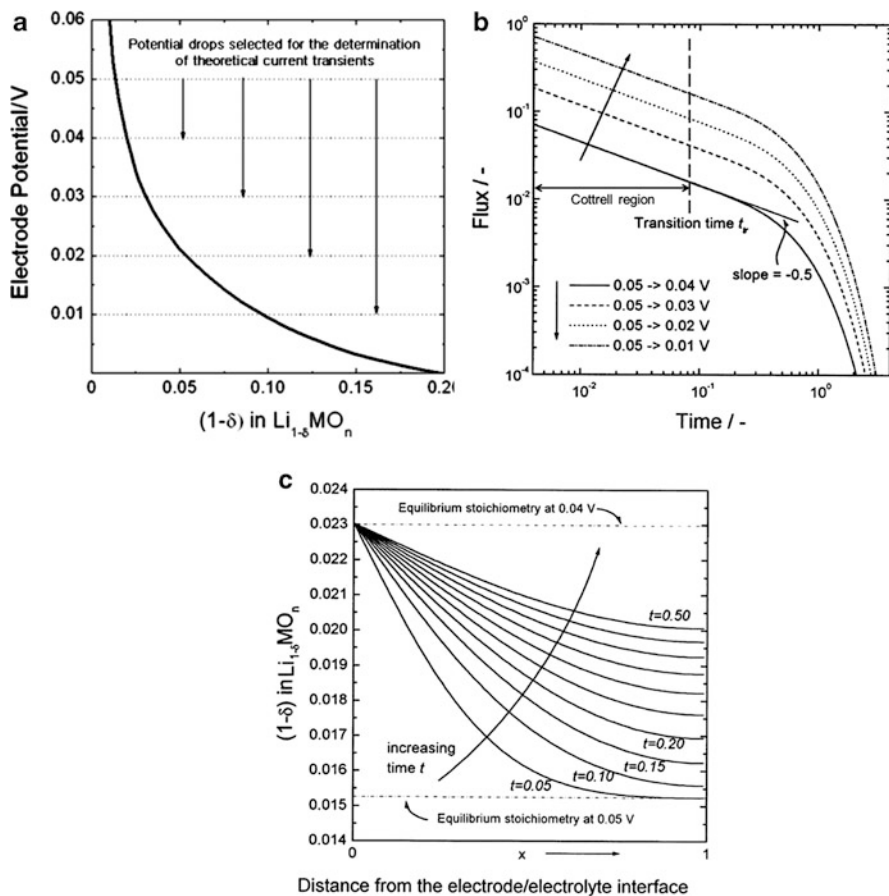 a
Potential drops selected for the determination
of theoretical current transients
0.06
0.05
0.04
0.03
0.02
0.01
0
0.05
0.10
0.15
0.20
Electrode Potential/V
(1-δ) in Li1-δMOn
b
10^0
10^-1
10^-2
10^-3
10^-4
10^-2
10^-1
10^0
Flux / -
Time / -
Cottrell region
Transition time ttr
slope = -0.5
0.05 -> 0.04 V
0.05 -> 0.03 V
0.05 -> 0.02 V
0.05 -> 0.01 V
c
0.024
0.023
0.022
0.021
0.020
0.019
0.018
0.017
0.016
0.015
0.014
(1-δ) in Li1-δMOn
Equilibrium stoichiometry at 0.04 V
t=0.50
t=0.20
t=0.15
t=0.10
t=0.05
increasing
time t
Equilibrium stoichiometry at 0.05 V
0
x
1
Distance from the electrode/electrolyte interface